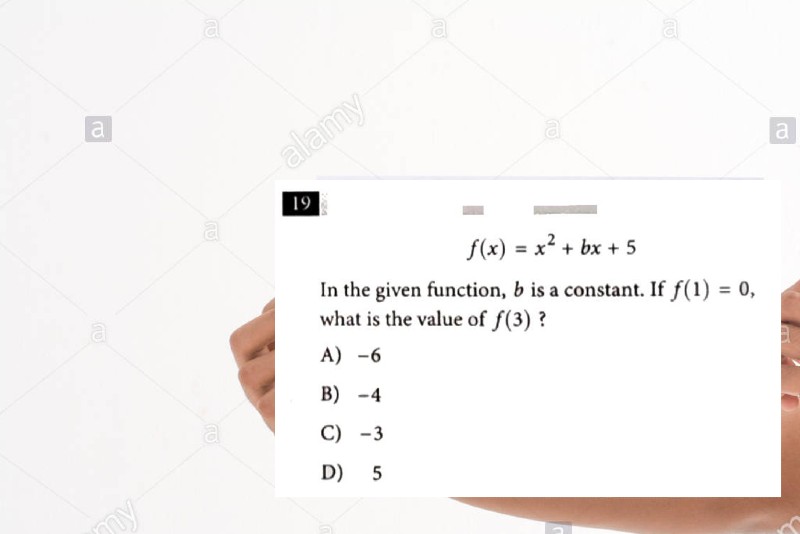 a a a
a alamy a a
19
a
f(x) = x² + bx + 5
In the given function, b is a constant. If f(1) = 0,
what is the value of f(3) ?
a a
A) −6
B) −4
C) −3
a
D) 5
my a a